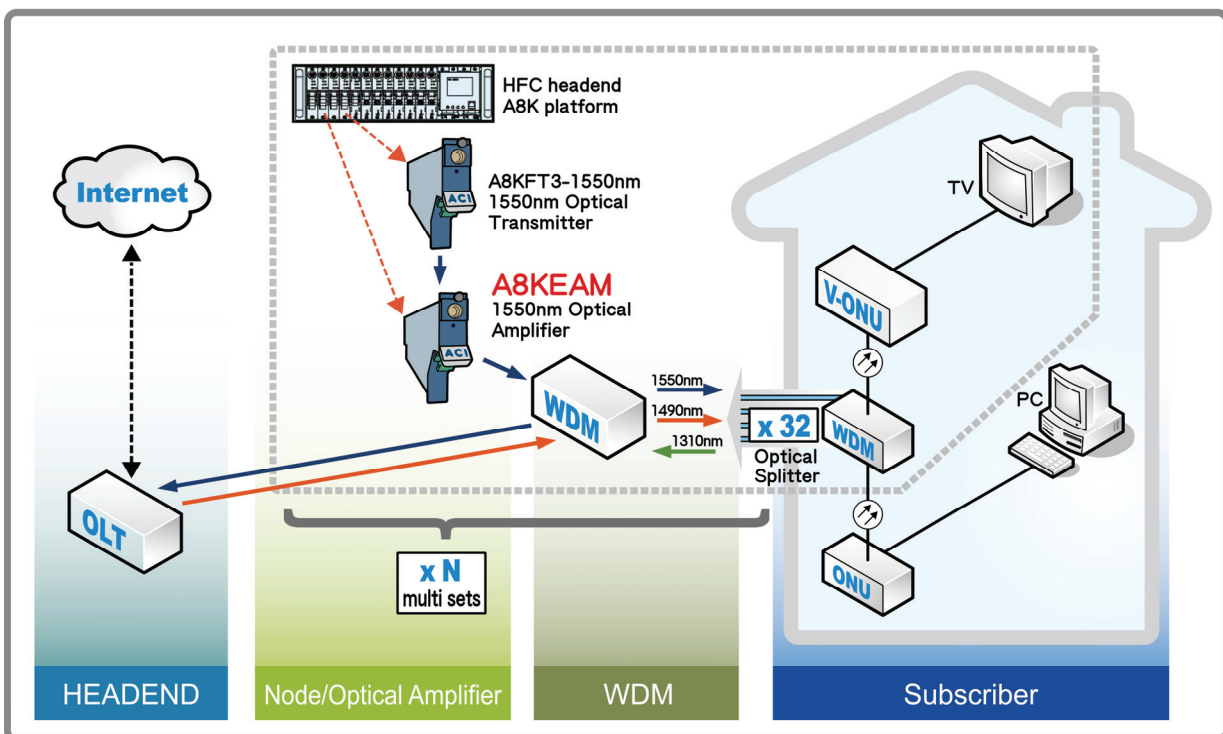 HFC headend
A8K platform
Internet
A8KFT3-1550nm
1550nm Optical
Transmitter
ACI
TV
A8KEAM
1550nm Optical
Amplifier
ACI
V-ONU
WDM
1550nm
1490nm
1310nm
x 32
Optical
Splitter
WDM
PC
OLT
x N
multi sets
ONU
HEADEND
Node/Optical Amplifier
WDM
Subscriber